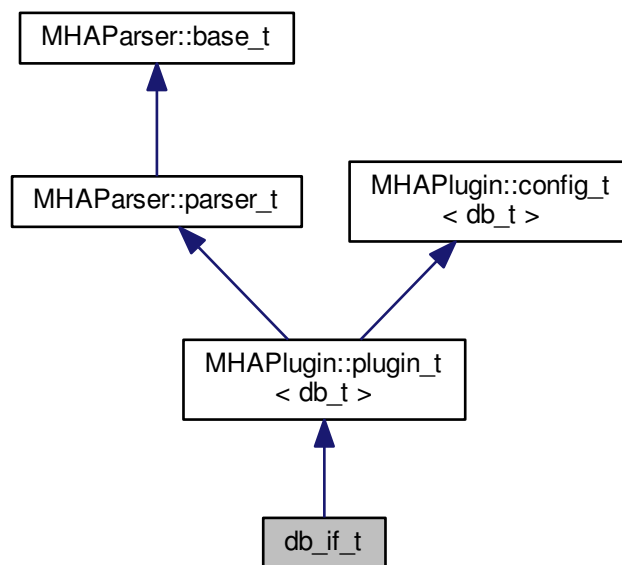 MHAParser::base_t
MHAParser::parser_t
MHAPlugin::config_t
< db_t >
MHAPlugin::plugin_t
< db_t >
db_if_t